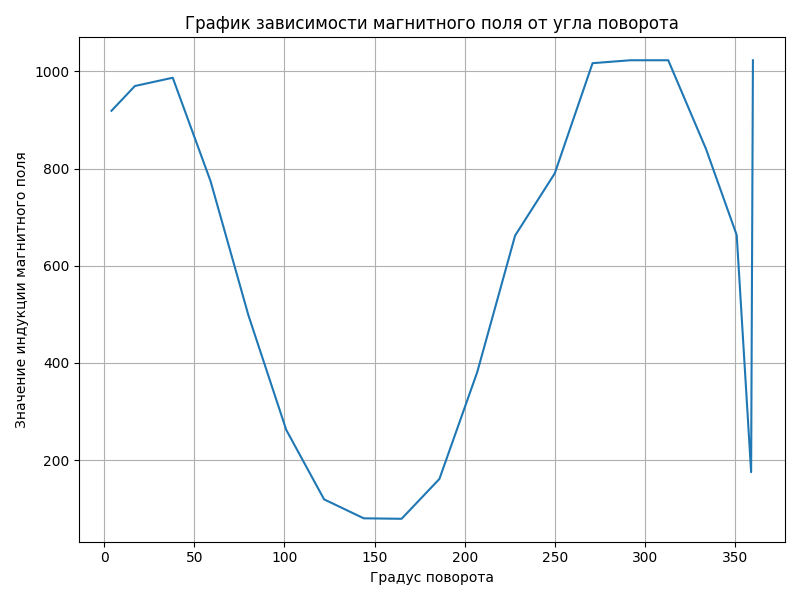 График зависимости магнитного поля от угла поворота
Значение индукции магнитного поля
1000
800
600
400
200
0 50 100 150 200 250 300 350
Градус поворота